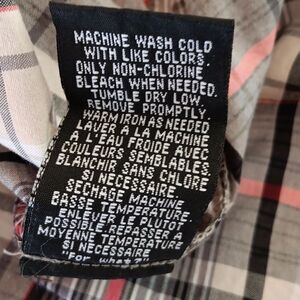 MACHINE WASH COLD
WITH LIKE COLORS.
ONLY NON-CHLORINE
BLEACH WHEN NEEDED.
TUMBLE DRY LOW.
REMOVE PROMPTLY.
WARM IRON AS NEEDED
LAVER A LA MACHINE
A L'EAU FROIDE AVEC
COULEURS SEMBLABLES.
BLANCHIR SANS CHLORE
SI NECESSAIRE
SECHAGE MACHINE
BASSE TEMPERATURE.
ENLEVER LE PLUTOT
POSSIBLE.REPASSER A
MOYENNE TEMPERATURE
SI NECESSAIRE